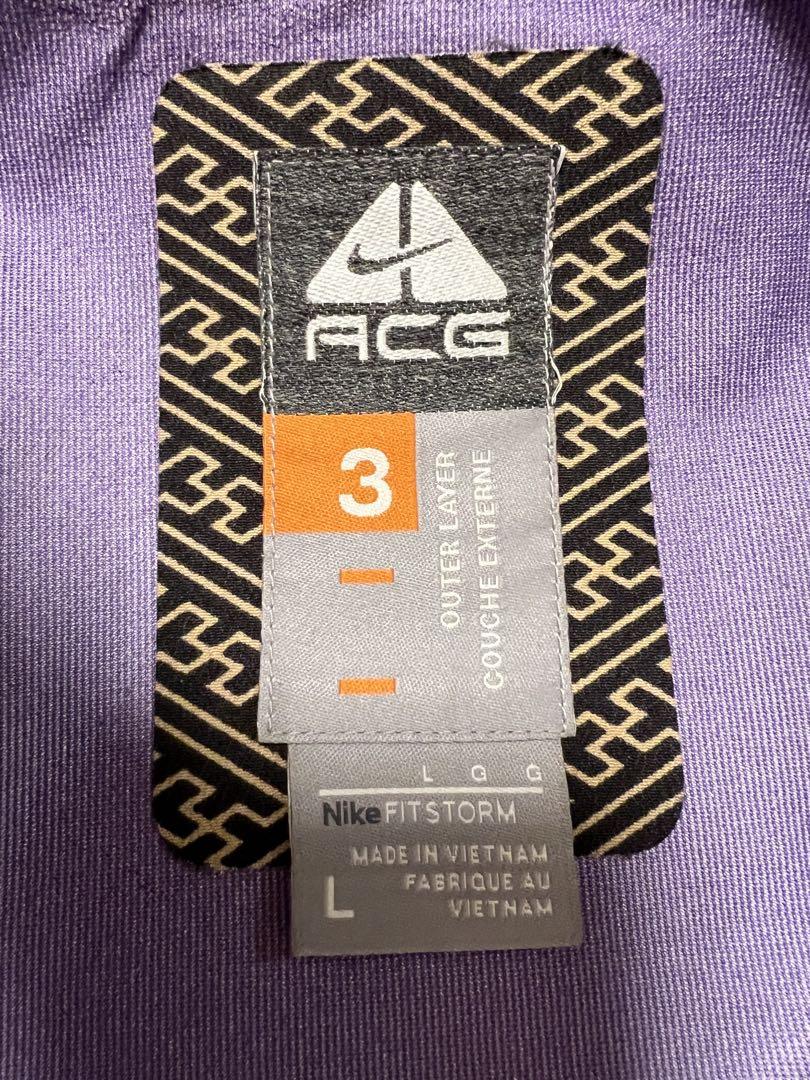 ACG
3
OUTER LAYER
COUCHE EXTERNE
L G G
Nike FITSTORM
MADE IN VIETNAM
FABRIQUE AU
VIETNAM
L